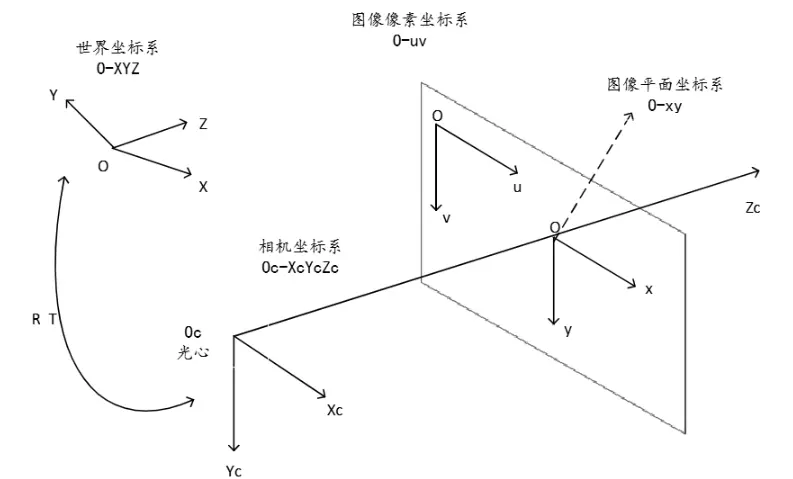 图像像素坐标系
O-uv
世界坐标系
O-XYZ
图像平面坐标系
O-xy
Y
Z
O
X
O
u
v
Zc
O
x
y
相机坐标系
Oc-XcYcZc
R T
Oc
光心
Xc
Yc